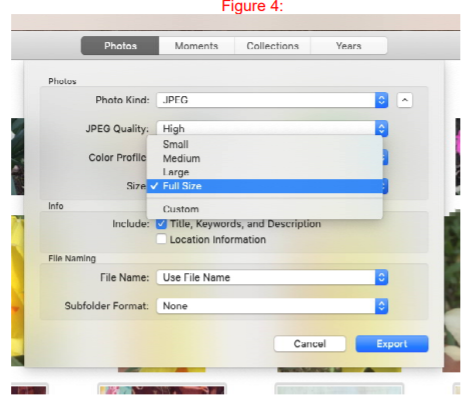 Figure 4:
Photos Moments Collections Years
Photos
Photo Kind: JPEG
JPEG Quality: High
Small
Color Profile Medium
Large
Size ✓ Full Size
Custom
Info
Include: Title, Keywords, and Description
Location Information
File Naming
File Name: Use File Name
Subfolder Format: None
Cancel Export